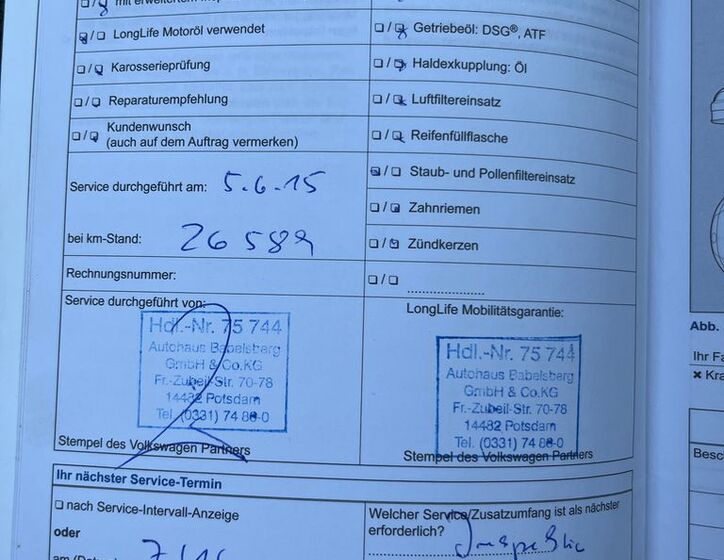 ☐/☐ mit erweitertem
☐/☐ LongLife Motoröl verwendet
☐/☐ Getriebeöl: DSG®, ATF
☐/☐ Karosserieprüfung
☐/☐ Haldexkupplung: Öl
☐/☐ Reparaturempfehlung
☐/☐ Luftfiltereinsatz
☐/☐ Kundenwunsch
(auch auf dem Auftrag vermerken)
☐/☐ Reifenfüllflasche
Service durchgeführt am: 5.6.15
☐/☐ Staub- und Pollenfiltereinsatz
☐/☐ Zahnriemen
bei km-Stand: 26589
☐/☐ Zündkerzen
Rechnungsnummer:
☐/☐
Service durchgeführt von:
Hdl.-Nr. 75 744
Autohaus Babelsberg
GmbH & Co.KG
Fr.-Zubeil-Str. 70-78
14482 Potsdam
Tel. (0331) 74 88-0
Stempel des Volkswagen Partners
LongLife Mobilitätsgarantie:
Hdl.-Nr. 75 744
Autohaus Babelsberg
GmbH & Co.KG
Fr.-Zubeil-Str. 70-78
14482 Potsdam
Tel. (0331) 74 88-0
Stempel des Volkswagen Partners
Ihr nächster Service-Termin
☐ nach Service-Intervall-Anzeige
oder
Welcher Service/Zusatzumfang ist als nächster
erforderlich?
Abb.
Ihr Fa
× Kra
Besc